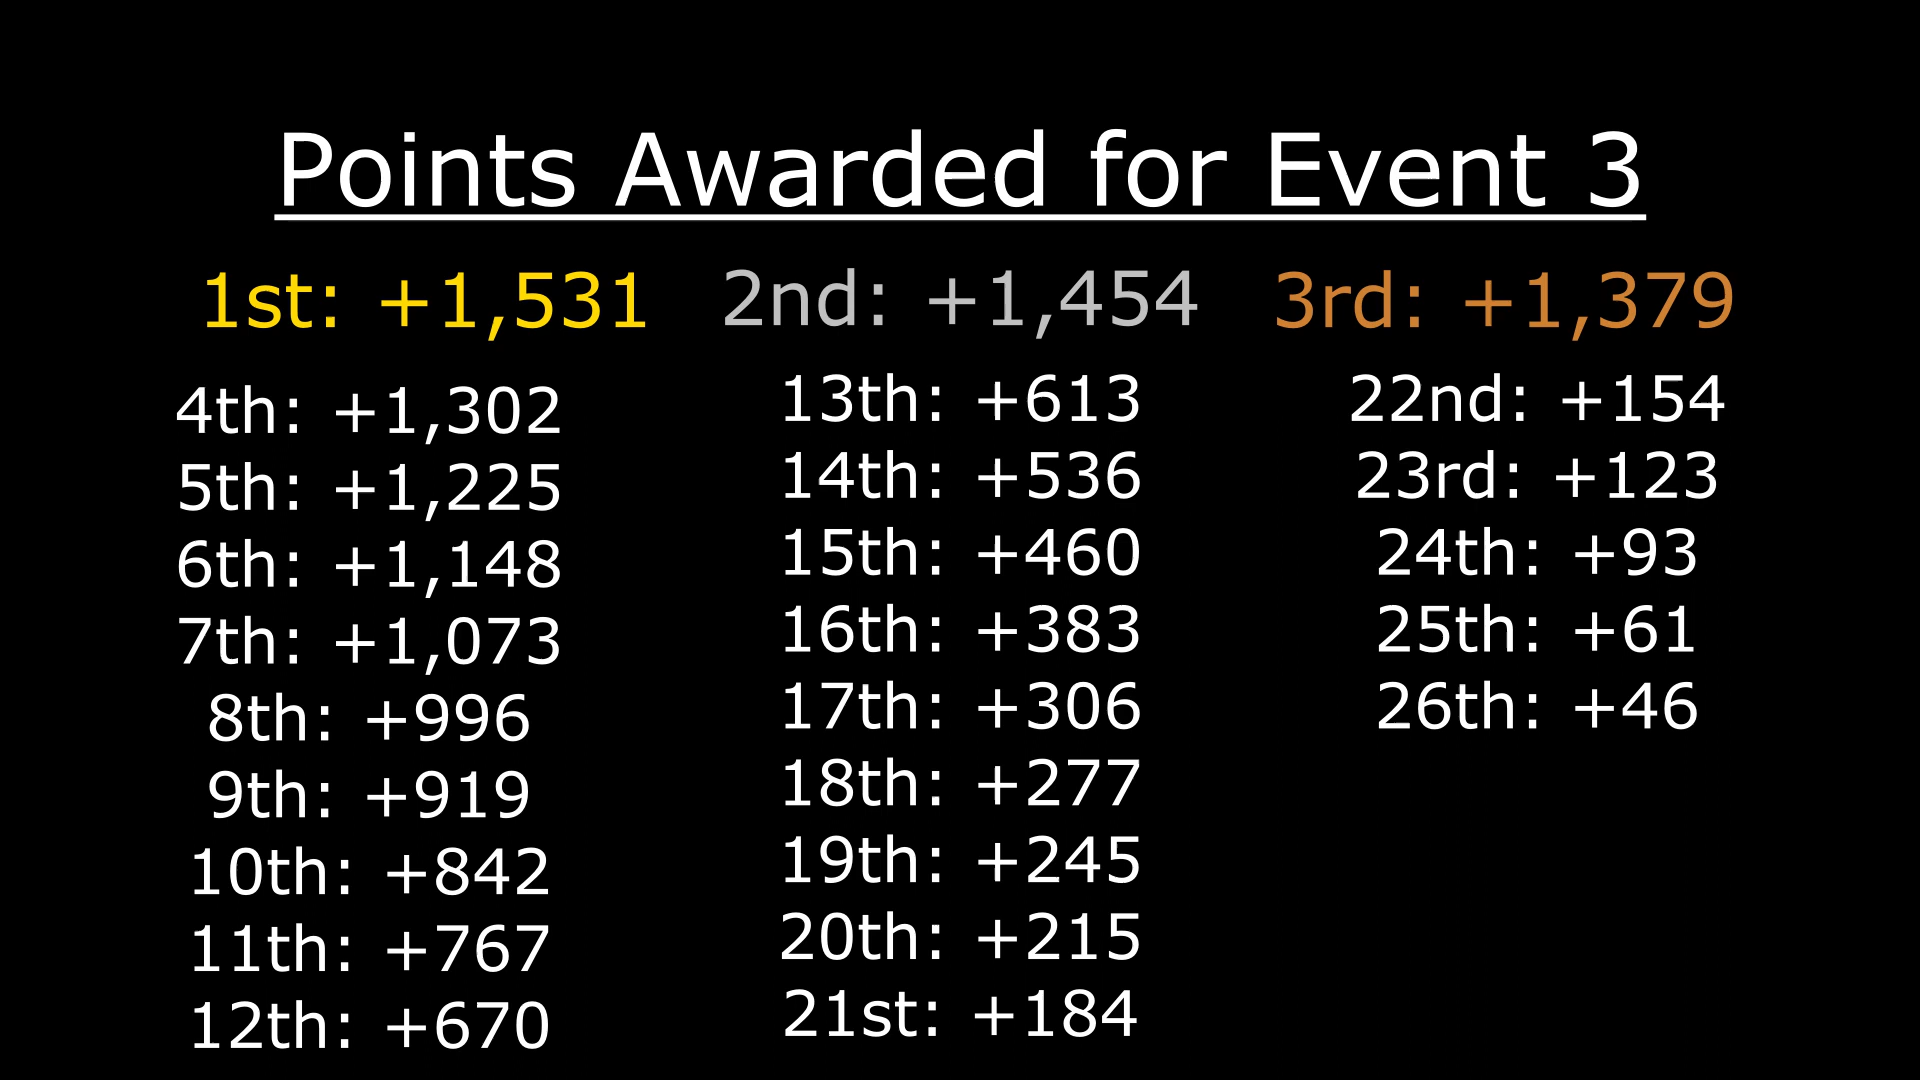 Points Awarded for Event 3
1st: +1,531
2nd: +1,454
3rd: +1,379
4th: +1,302
5th: +1,225
6th: +1,148
7th: +1,073
8th: +996
9th: +919
10th: +842
11th: +767
12th: +670
13th: +613
14th: +536
15th: +460
16th: +383
17th: +306
18th: +277
19th: +245
20th: +215
21st: +184
22nd: +154
23rd: +123
24th: +93
25th: +61
26th: +46